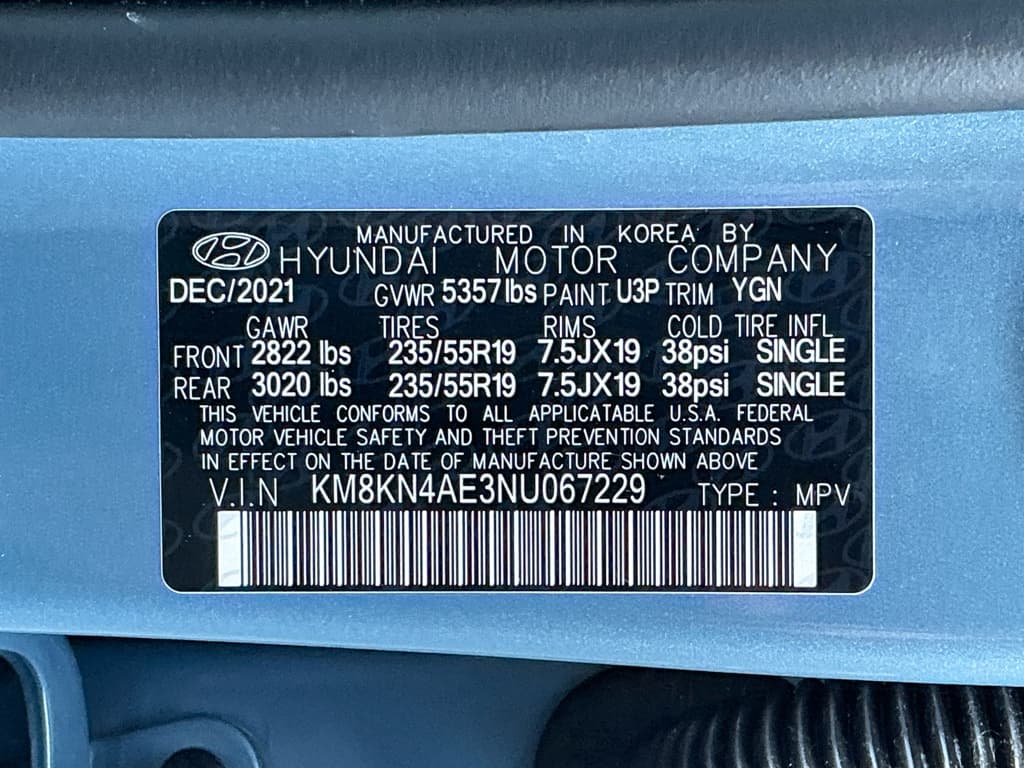 MANUFACTURED IN KOREA BY
HYUNDAI MOTOR COMPANY
DEC/2021 GVWR 5357 lbs PAINT U3P TRIM YGN
GAWR TIRES RIMS COLD TIRE INFL
FRONT 2822 lbs 235/55R19 7.5JX19 38psi SINGLE
REAR 3020 lbs 235/55R19 7.5JX19 38psi SINGLE
THIS VEHICLE CONFORMS TO ALL APPLICATABLE U.S.A. FEDERAL
MOTOR VEHICLE SAFETY AND THEFT PREVENTION STANDARDS
IN EFFECT ON THE DATE OF MANUFACTURE SHOWN ABOVE
V.I.N KM8KN4AE3NU067229 TYPE : MPV